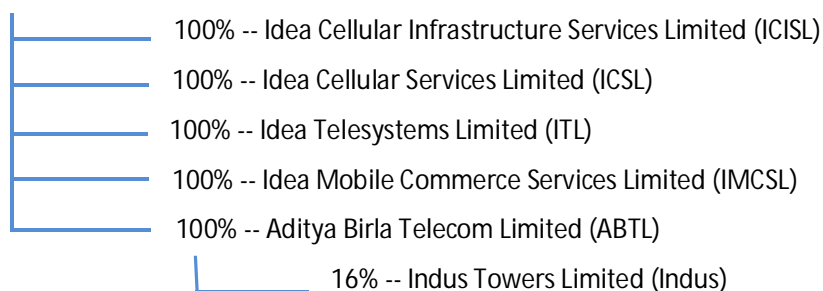 100% -- Idea Cellular Infrastructure Services Limited (ICISL)
100% -- Idea Cellular Services Limited (ICSL)
100% -- Idea Telesystems Limited (ITL)
100% -- Idea Mobile Commerce Services Limited (IMCSL)
100% -- Aditya Birla Telecom Limited (ABTL)
16% -- Indus Towers Limited (Indus)